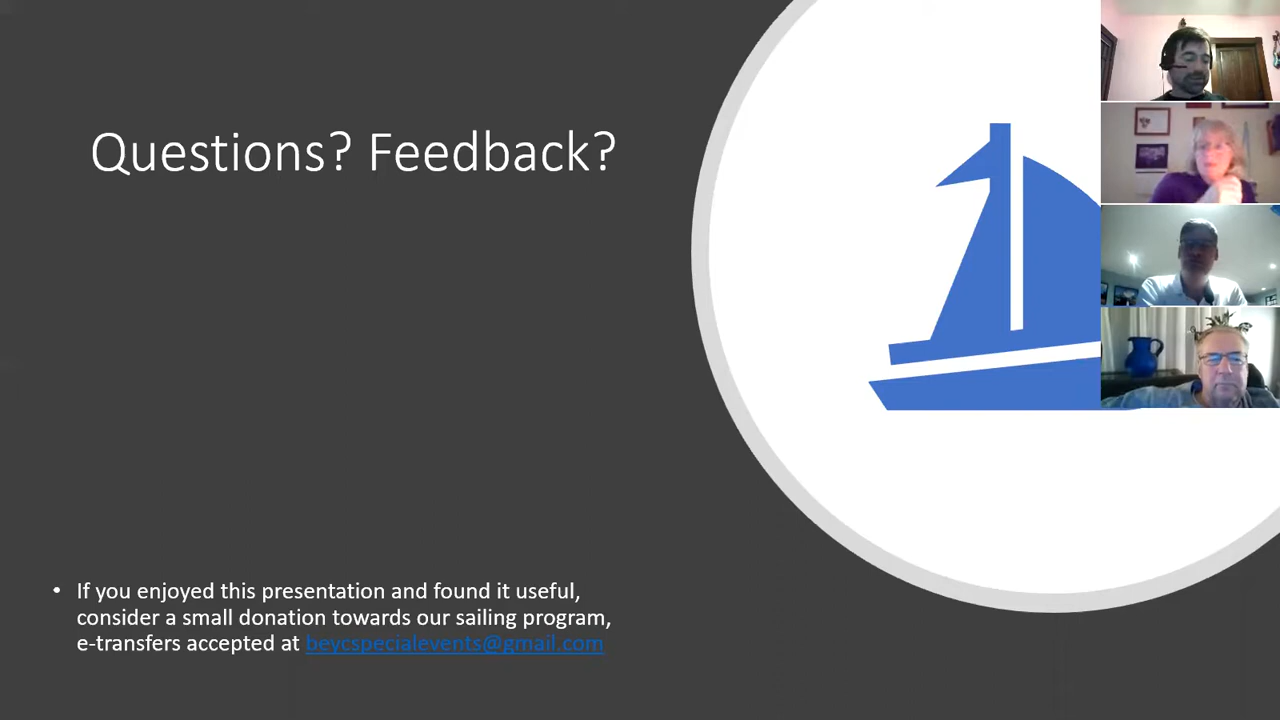 Questions? Feedback?
• If you enjoyed this presentation and found it useful,
consider a small donation towards our sailing program,
e-transfers accepted at beycspecialevents@gmail.com